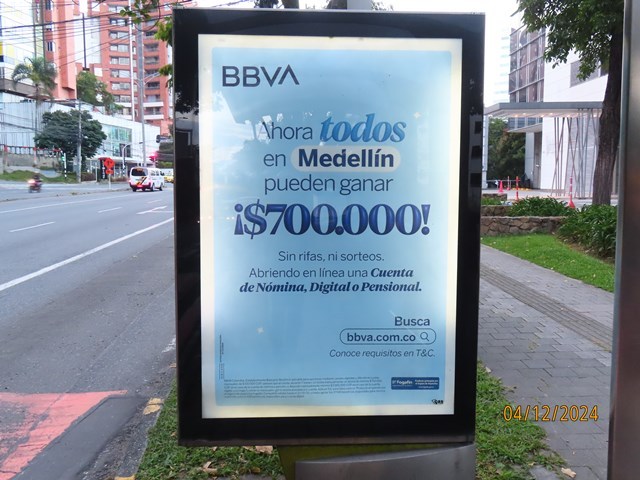 BBVA
Ahora todos
en Medellín
pueden ganar
¡$700.000!
Sin rifas, ni sorteos.
Abriendo en línea una Cuenta
de Nómina, Digital o Pensional.
Busca
bbva.com.co
Conoce requisitos en T&C.
04/12/2024